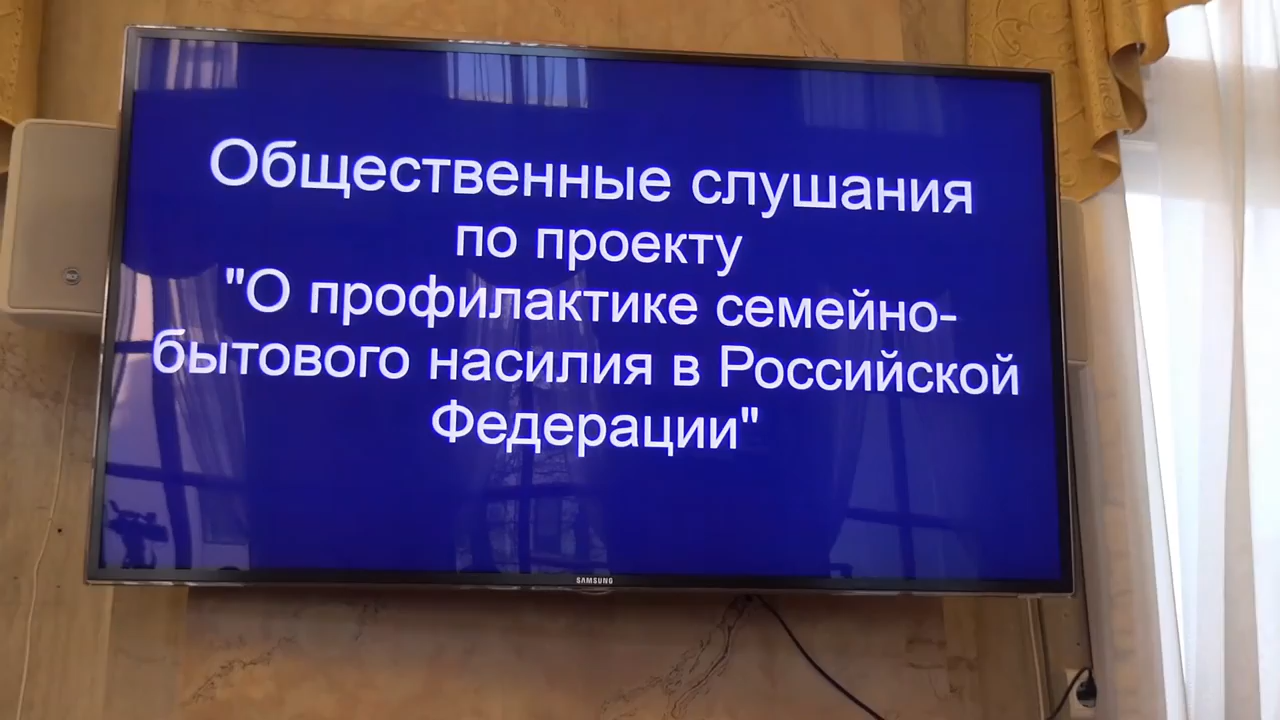 Общественные слушания
по проекту
"О профилактике семейно-
бытового насилия в Российской
Федерации"
SAMSUNG